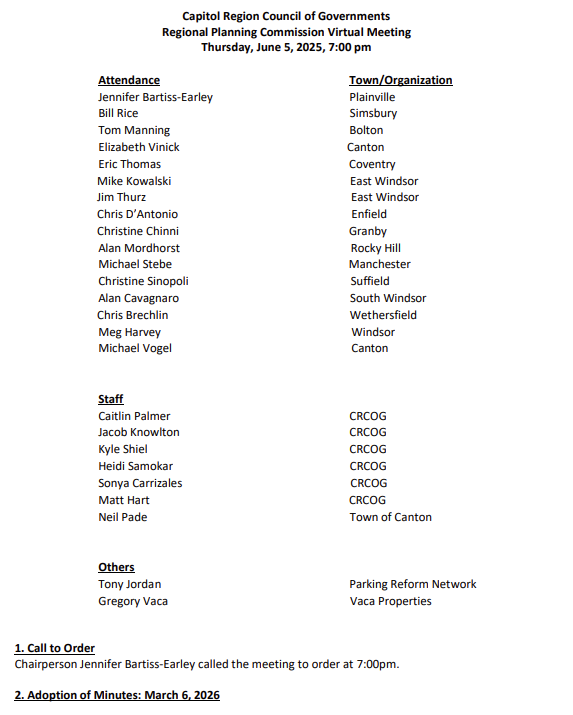 Capitol Region Council of Governments
Regional Planning Commission Virtual Meeting
Thursday, June 5, 2025, 7:00 pm
Attendance Town/Organization
Jennifer Bartiss-Earley Plainville
Bill Rice Simsbury
Tom Manning Bolton
Elizabeth Vinick Canton
Eric Thomas Coventry
Mike Kowalski East Windsor
Jim Thurz East Windsor
Chris D’Antonio Enfield
Christine Chinni Granby
Alan Mordhorst Rocky Hill
Michael Stebe Manchester
Christine Sinopoli Suffield
Alan Cavagnaro South Windsor
Chris Brechlin Wethersfield
Meg Harvey Windsor
Michael Vogel Canton
Staff
Caitlin Palmer CRCOG
Jacob Knowlton CRCOG
Kyle Shiel CRCOG
Heidi Samokar CRCOG
Sonya Carrizales CRCOG
Matt Hart CRCOG
Neil Pade Town of Canton
Others
Tony Jordan Parking Reform Network
Gregory Vaca Vaca Properties
1. Call to Order
Chairperson Jennifer Bartiss-Earley called the meeting to order at 7:00pm.
2. Adoption of Minutes: March 6, 2026